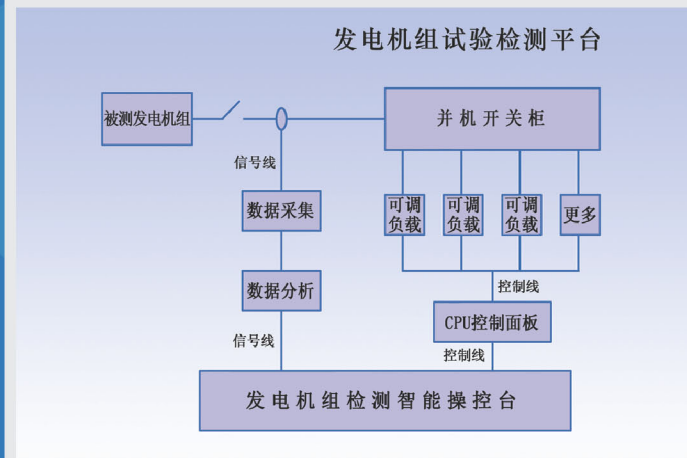 发电机组试验检测平台
被测发电机组
并机开关柜
信号线
数据采集
可调
负载
可调
负载
可调
负载
更多
数据分析
控制线
CPU控制面板
信号线
控制线
发电机组检测智能操控台